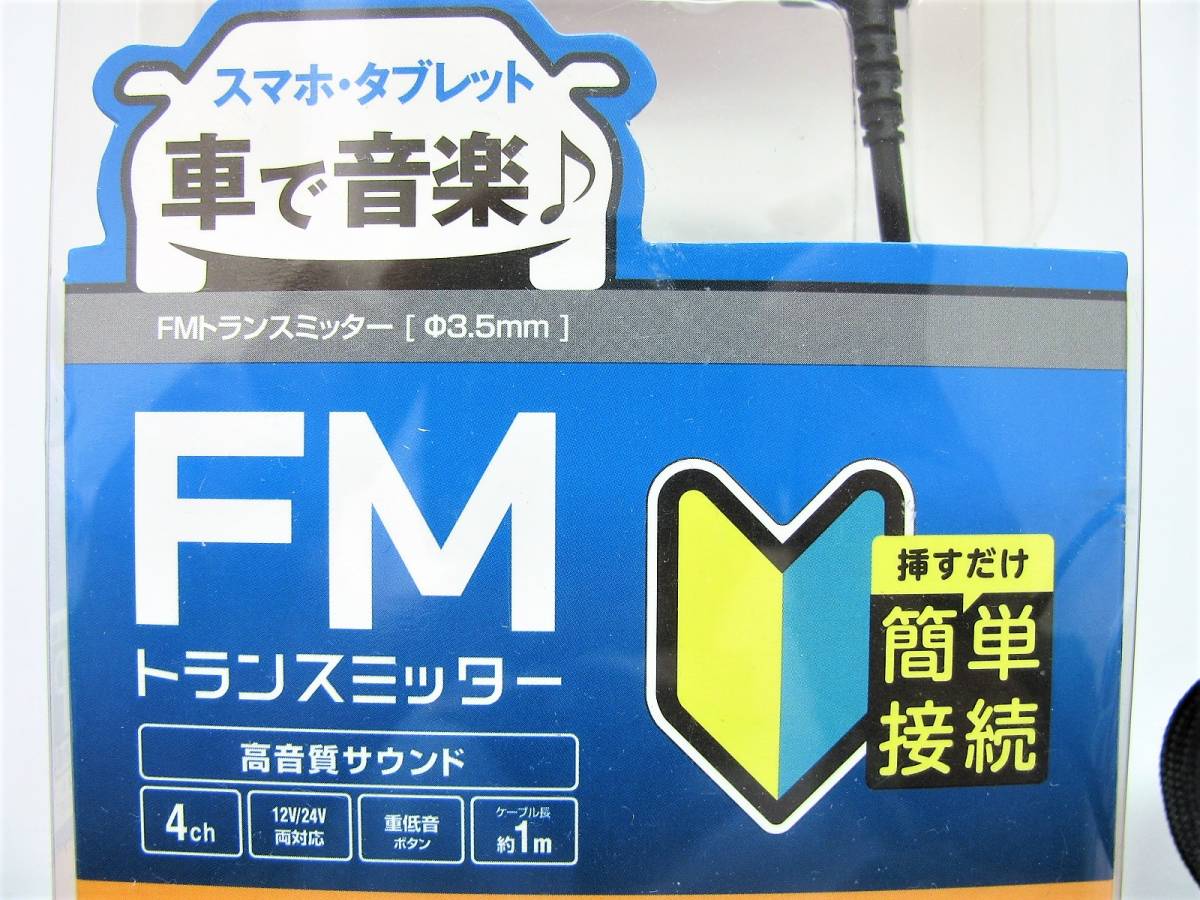 スマホ・タブレット
車で音楽♪
FMトランスミッター [ Φ3.5mm ]
FM
トランスミッター
挿すだけ
簡単
接続
高音質サウンド
4ch
12V/24V
両対応
重低音
ボタン
ケーブル長
約1m